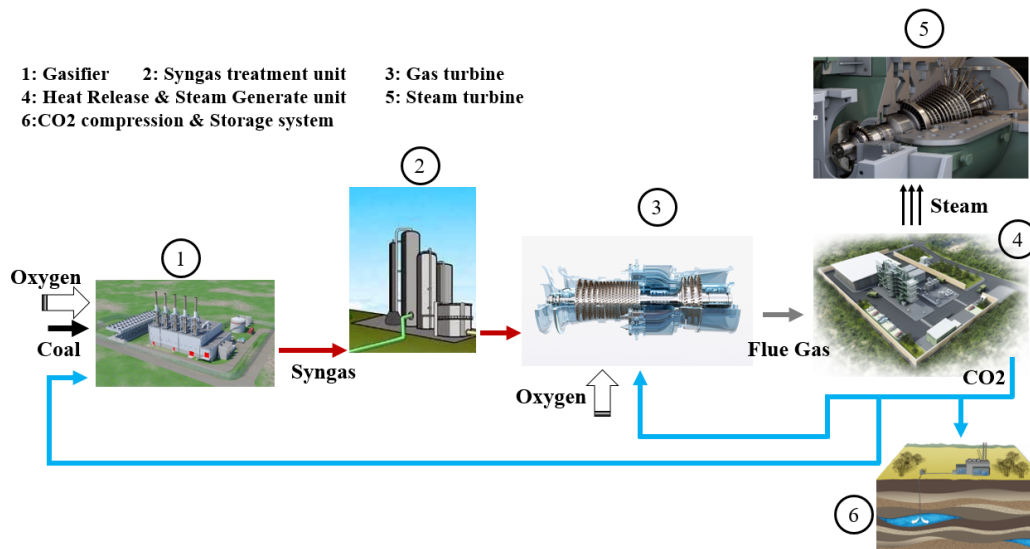 5
1: Gasifier 2: Syngas treatment unit 3: Gas turbine
4: Heat Release & Steam Generate unit 5: Steam turbine
6:CO2 compression & Storage system
2
3
Steam
4
1
Oxygen
Coal
Syngas
Flue Gas
CO2
Oxygen
6